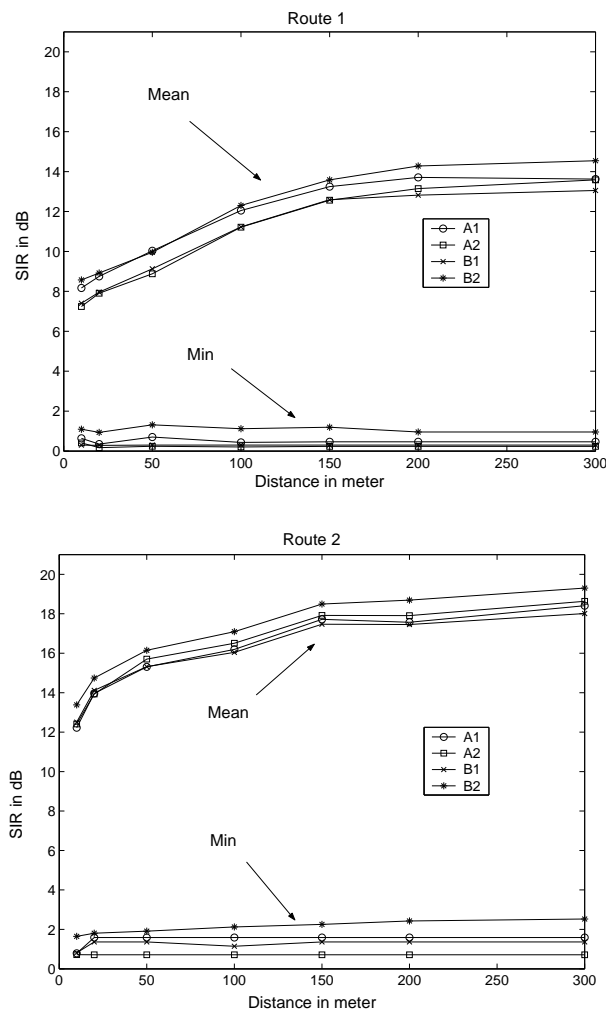 Route 1
20
18
16
14
12
10
8
6
4
2
0
SIR in dB
Mean
Min
A1
A2
B1
B2
0 50 100 150 200 250 300
Distance in meter
Route 2
20
18
16
14
12
10
8
6
4
2
0
SIR in dB
Mean
Min
A1
A2
B1
B2
0 50 100 150 200 250 300
Distance in meter